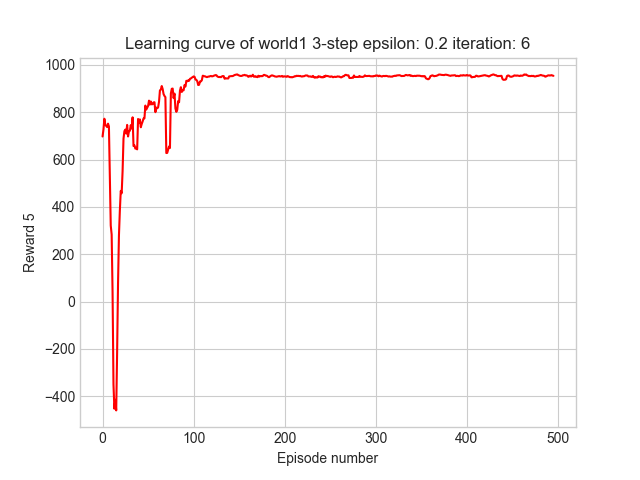 Learning curve of world1 3-step epsilon: 0.2 iteration: 6
1000
800
600
400
200
0
−200
−400
Reward 5
0 100 200 300 400 500
Episode number